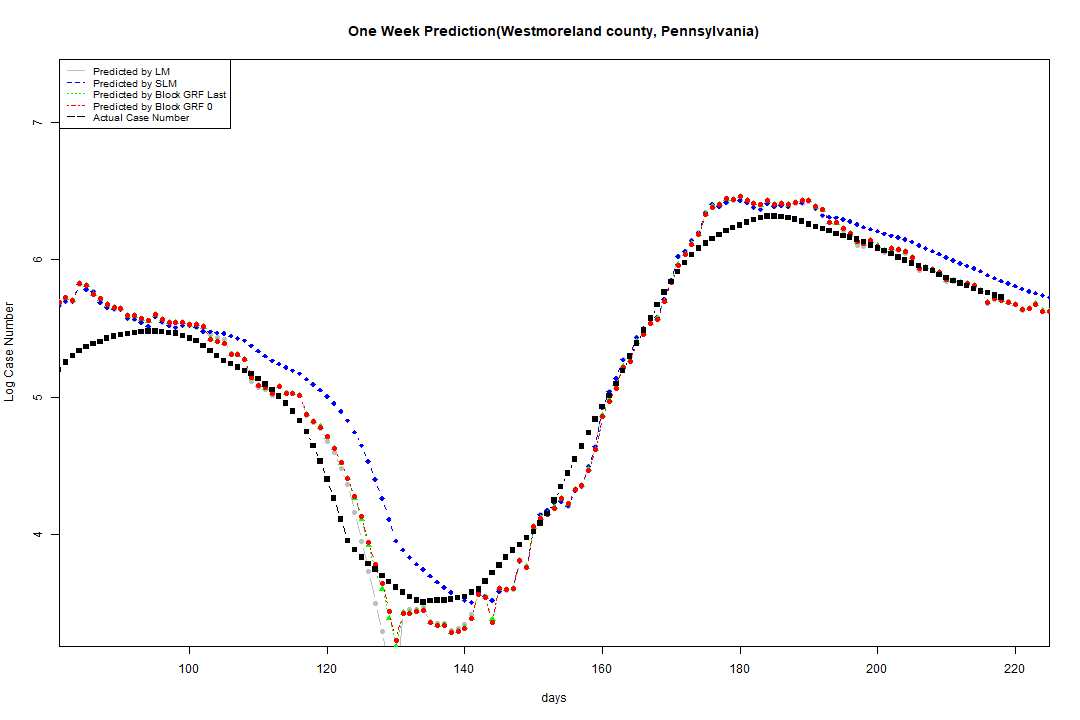 One Week Prediction(Westmoreland county, Pennsylvania)
Predicted by LM
Predicted by SLM
Predicted by Block GRF Last
Predicted by Block GRF 0
Actual Case Number
7
6
5
4
Log Case Number
100 120 140 160 180 200 220
days